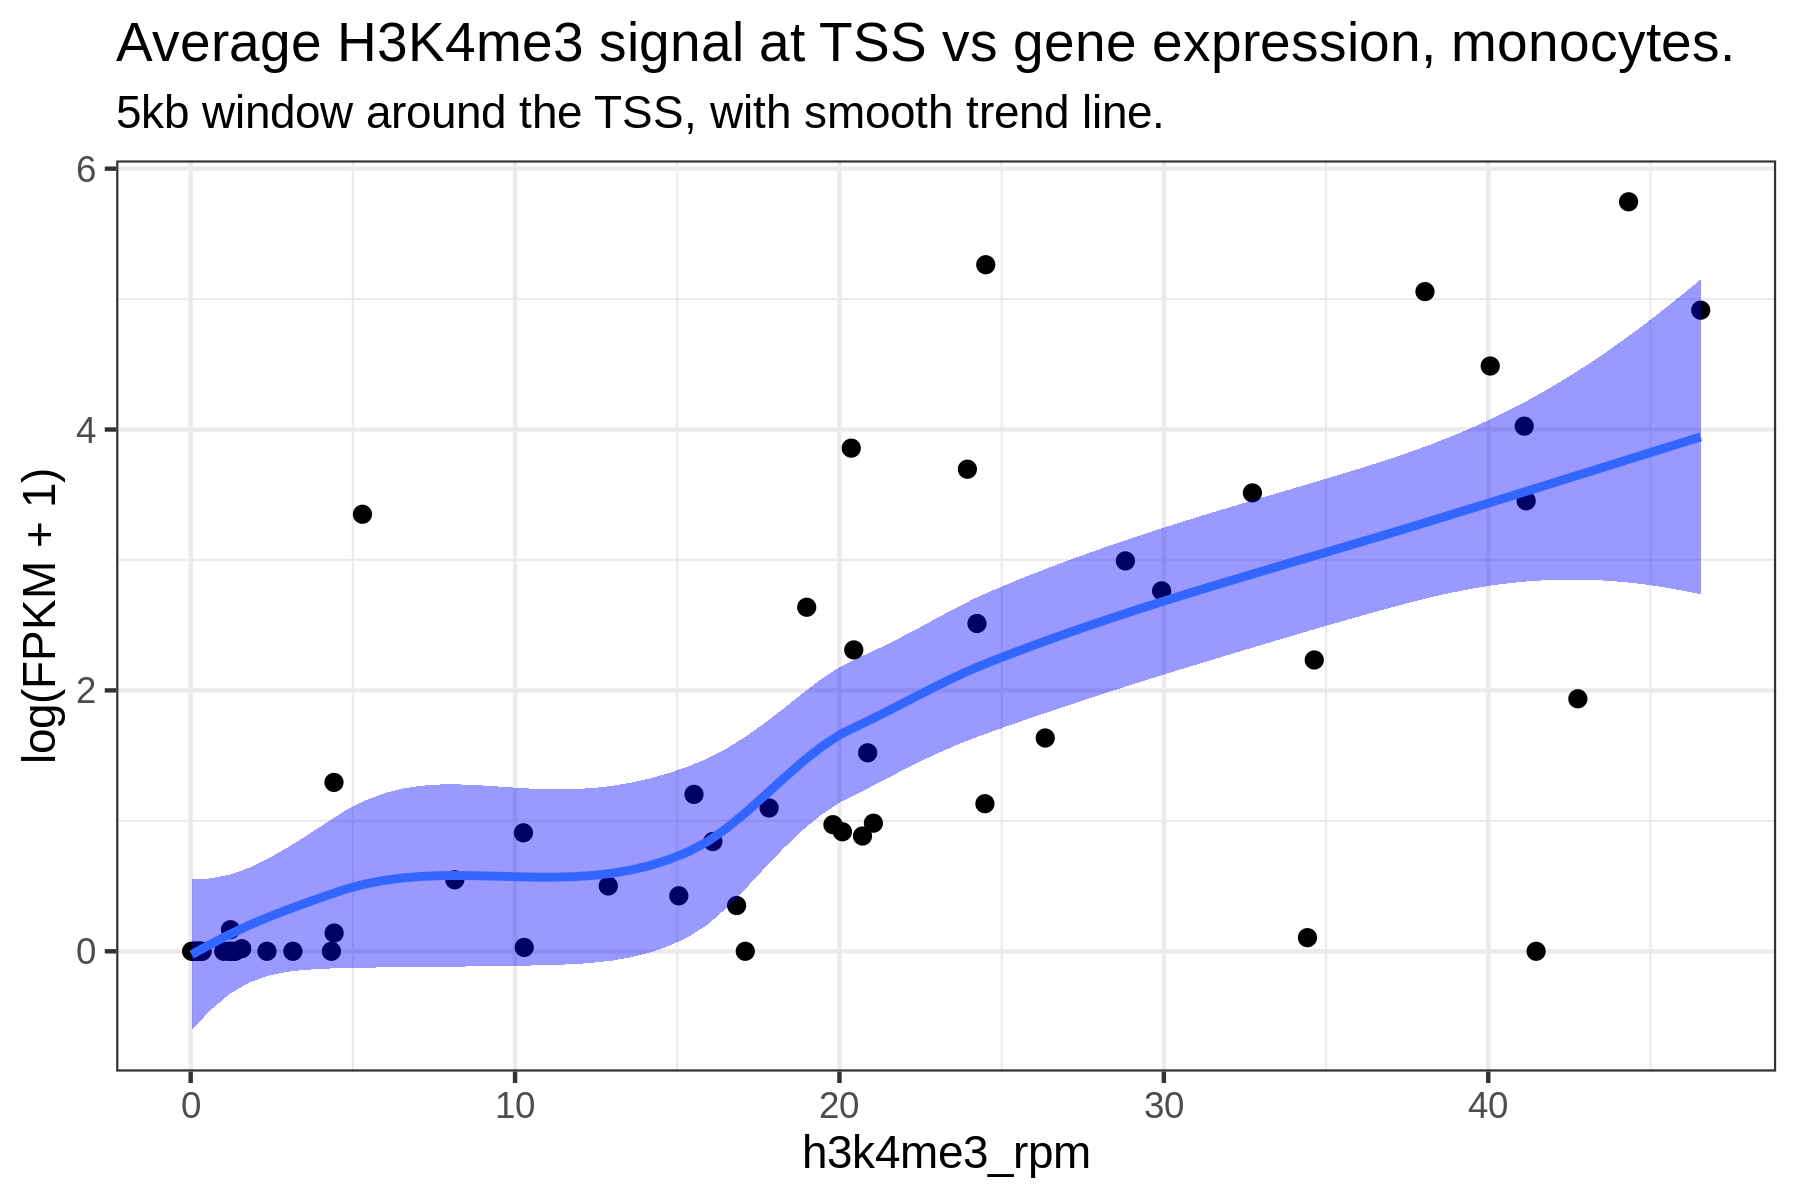 Average H3K4me3 signal at TSS vs gene expression, monocytes.
5kb window around the TSS, with smooth trend line.
6
4
2
0
log(FPKM + 1)
0 10 20 30 40
h3k4me3_rpm